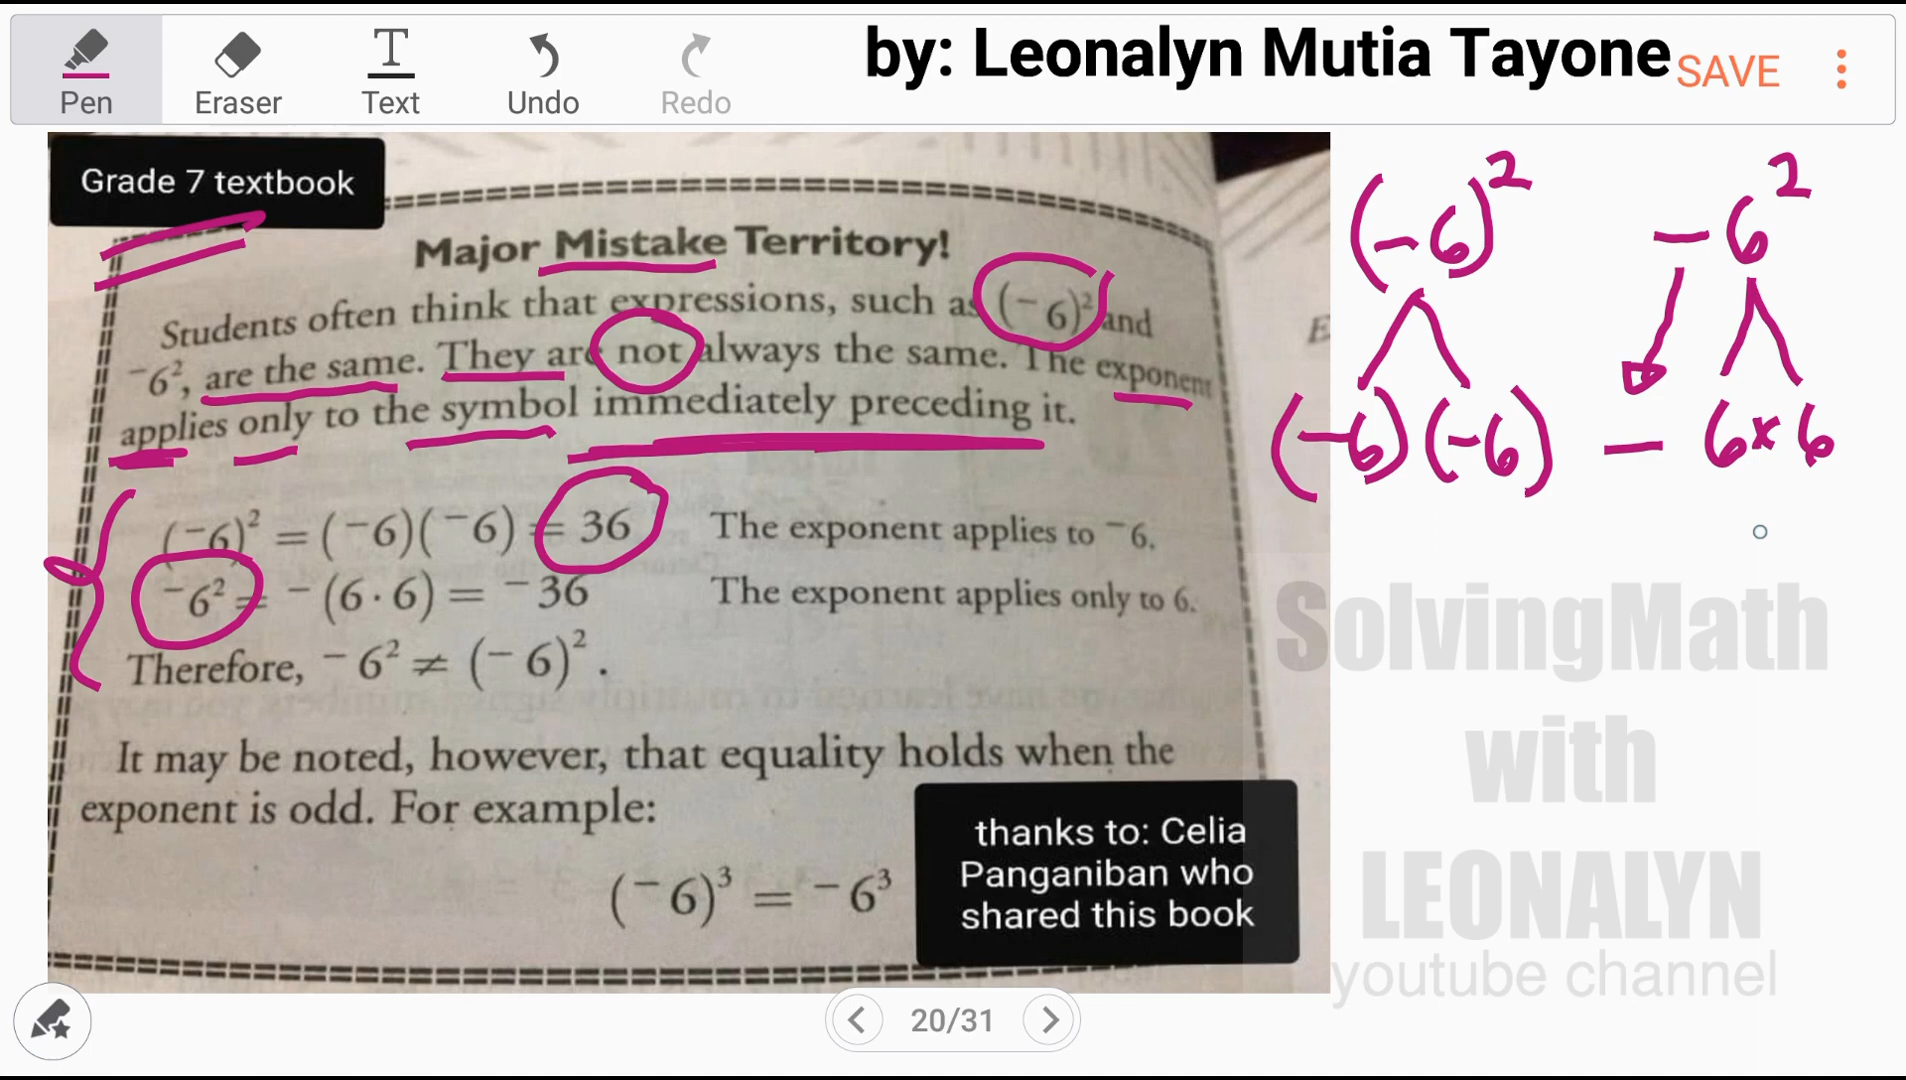 Pen
Eraser
T
Text
Undo
Redo
by: Leonalyn Mutia Tayone
SAVE
Grade 7 textbook
Major Mistake Territory!
Students often think that expressions, such as (⁻6)² and
⁻6², are the same. They are not always the same. The exponent
applies only to the symbol immediately preceding it.
(⁻6)² = (⁻6)(⁻6) = 36 The exponent applies to ⁻6.
⁻6² = ⁻(6 · 6) = ⁻36 The exponent applies only to 6.
Therefore, ⁻6² ≠ (⁻6)².
It may be noted, however, that equality holds when the
exponent is odd. For example:
(⁻6)³ = ⁻6³
thanks to: Celia
Panganiban who
shared this book
(-6)² -6²
(-6)(-6) - 6x6
SolvingMath
with
LEONALYN
youtube channel
20/31